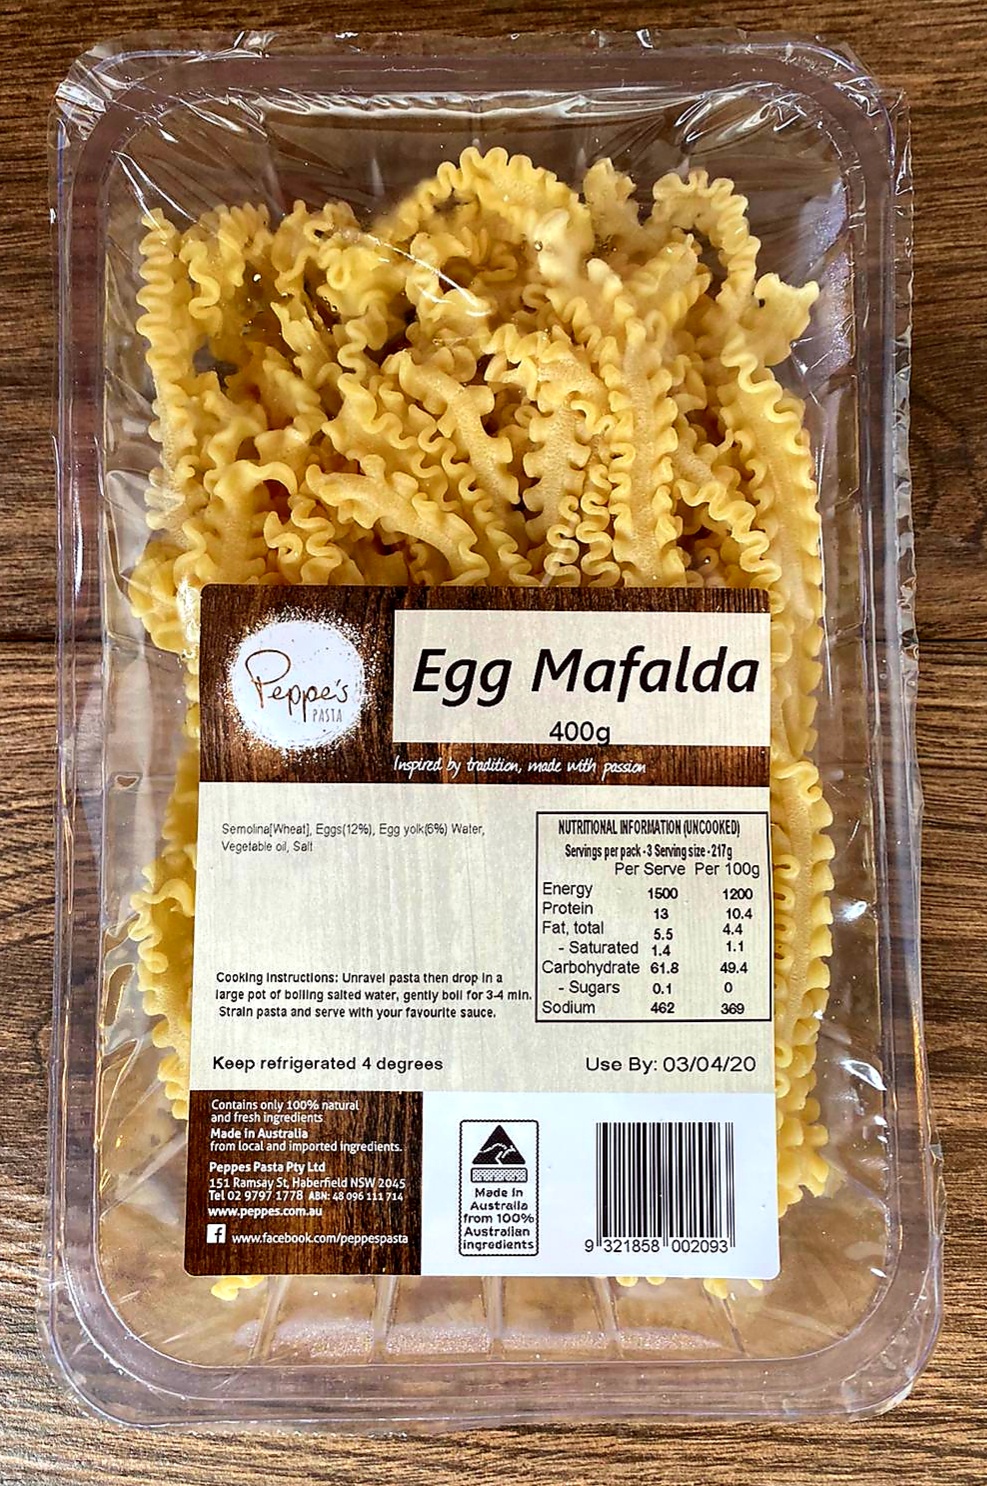 Peppe's
PASTA
Egg Mafalda
400g
Inspired by tradition, made with passion
Semolina[Wheat], Eggs(12%), Egg yolk(6%) Water,
Vegetable oil, Salt
NUTRITIONAL INFORMATION (UNCOOKED)
Servings per pack - 3 Serving size - 217g
Per Serve Per 100g
Energy 1500 1200
Protein 13 10.4
Fat, total 5.5 4.4
- Saturated 1.4 1.1
Carbohydrate 61.8 49.4
- Sugars 0.1 0
Sodium 462 369
Cooking Instructions: Unravel pasta then drop in a
large pot of boiling salted water, gently boil for 3-4 min.
Strain pasta and serve with your favourite sauce.
Keep refrigerated 4 degrees
Use By: 03/04/20
Contains only 100% natural
and fresh ingredients
Made in Australia
from local and imported ingredients.
Peppes Pasta Pty Ltd
151 Ramsay St, Haberfield NSW 2045
Tel 02 9797 1778 ABN: 48 096 111 714
www.peppes.com.au
www.facebook.com/peppespasta
Made in
Australia
from 100%
Australian
ingredients
9 321858 002093